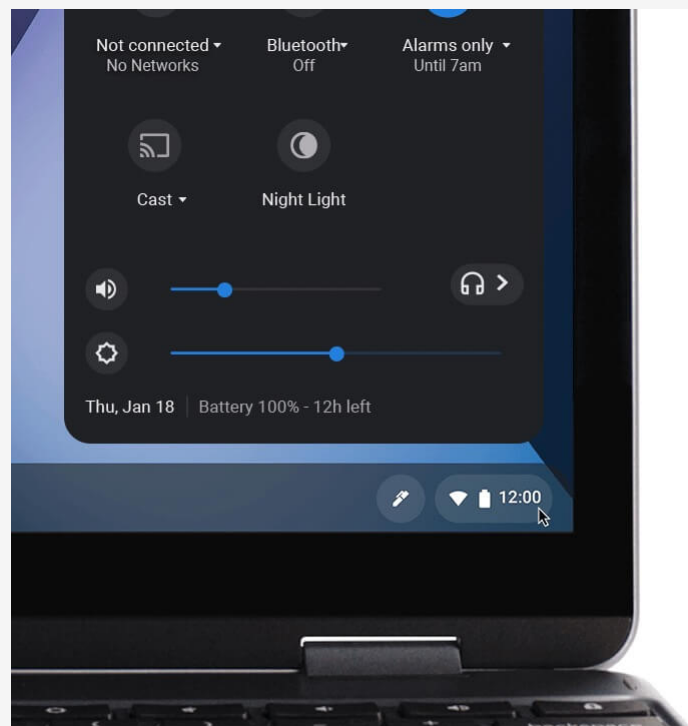 Not connected
Bluetooth
Alarms only
No Networks
Off
Until 7am
Cast
Night Light
Thu, Jan 18
Battery 100% - 12h left
12:00
backspace